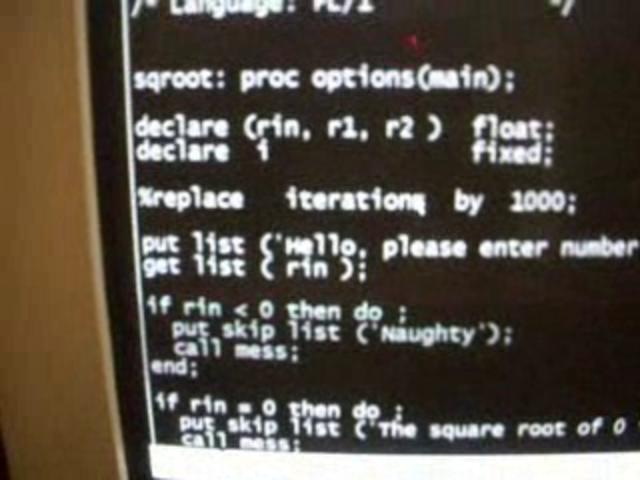 /* Language: PL/I */
sqroot: proc options(main);
declare (rin, r1, r2 ) float;
declare i fixed;
%replace iterations by 1000;
put list ('Hello, please enter number
get list ( rin );
if rin < 0 then do ;
put skip list ('Naughty');
call mess;
end;
if rin = 0 then do ;
put skip list ('The square root of 0
call mess;